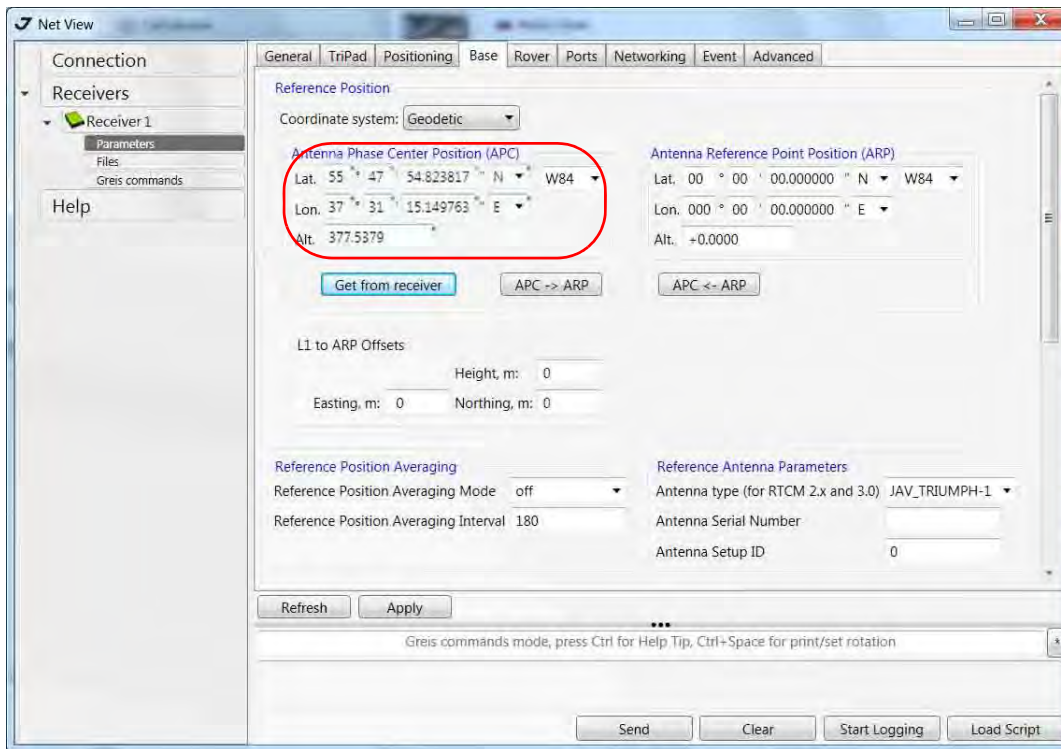 Net View
Connection
Receivers
Receiver 1
Parameters
Files
Greis commands
Help
General TriPad Positioning Base Rover Ports Networking Event Advanced
Reference Position
Coordinate system: Geodetic
Antenna Phase Center Position (APC)
Lat. 55 ° 47 ' 54.823817 " N W84
Lon. 37 ° 31 ' 15.149763 " E
Alt. 377.5379
Antenna Reference Point Position (ARP)
Lat. 00 ° 00 ' 00.000000 " N W84
Lon. 000 ° 00 ' 00.000000 " E
Alt. +0.0000
Get from receiver APC -> ARP APC <- ARP
L1 to ARP Offsets
Height, m: 0
Easting, m: 0 Northing, m: 0
Reference Position Averaging
Reference Position Averaging Mode off
Reference Position Averaging Interval 180
Reference Antenna Parameters
Antenna type (for RTCM 2.x and 3.0) JAV_TRIUMPH-1
Antenna Serial Number
Antenna Setup ID 0
Refresh Apply
Greis commands mode, press Ctrl for Help Tip, Ctrl+Space for print/set rotation
Send Clear Start Logging Load Script